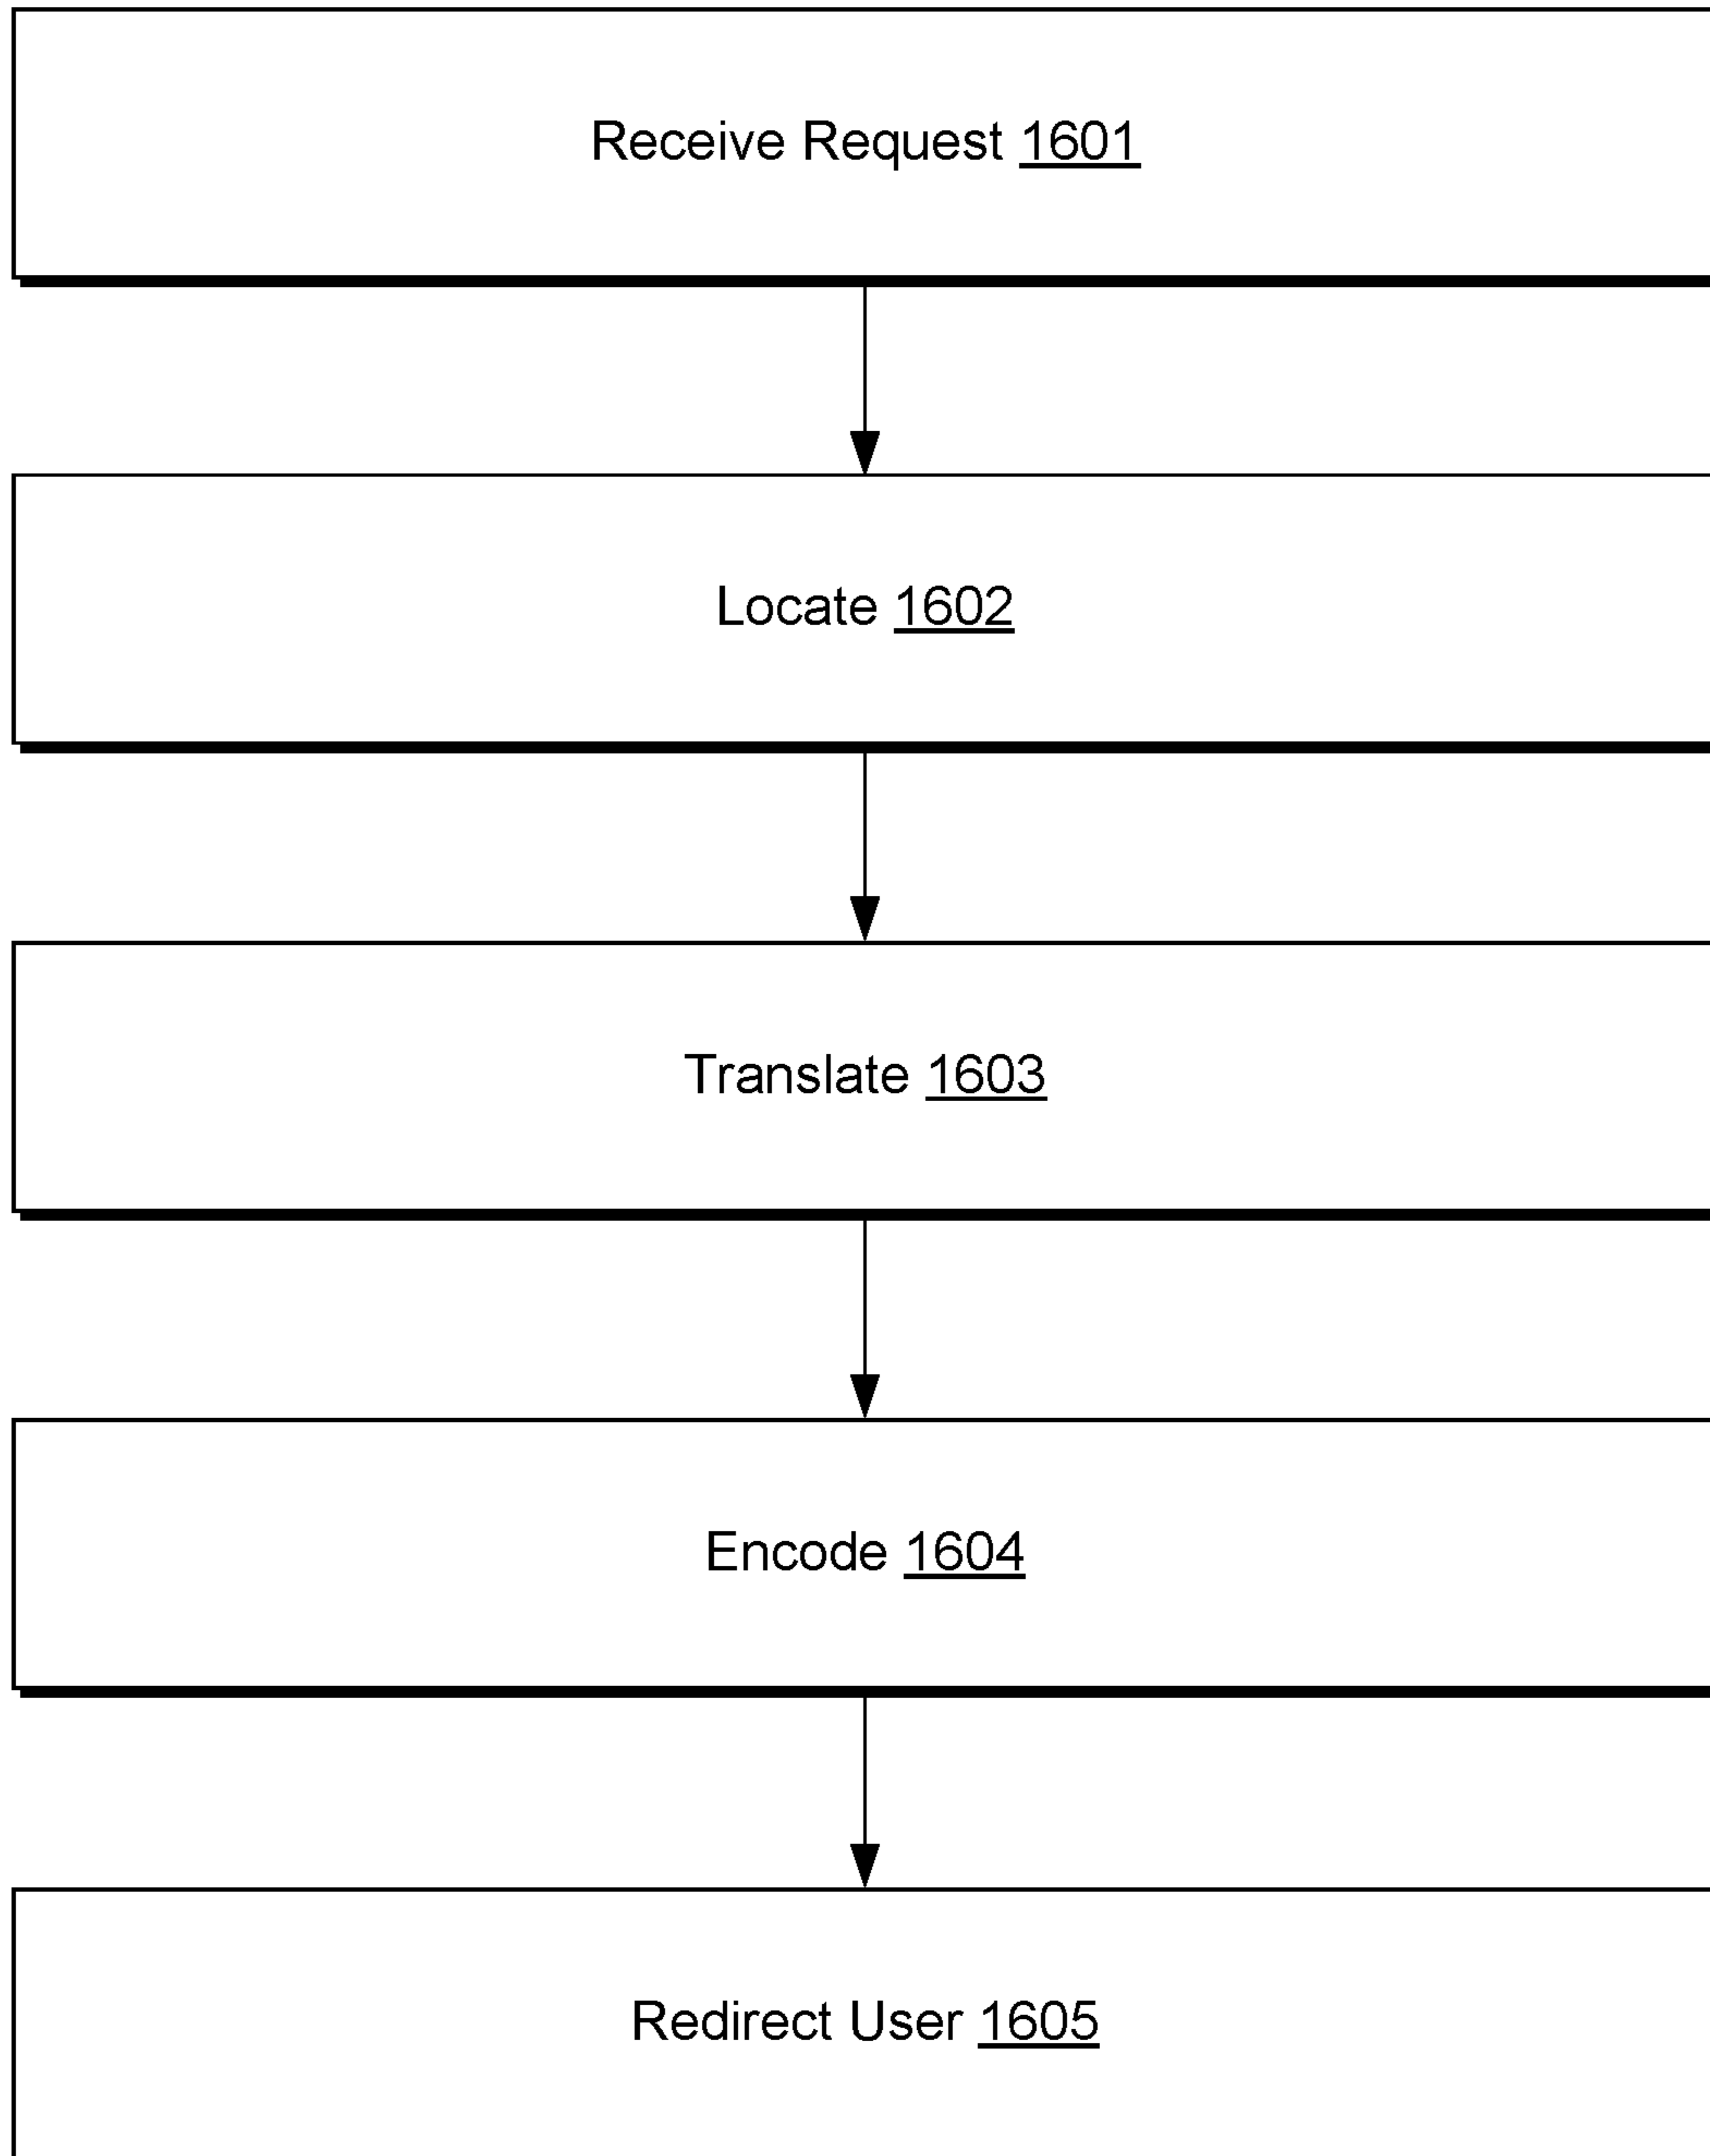 Receive Request 1601
Locate 1602
Translate 1603
Encode 1604
Redirect User 1605